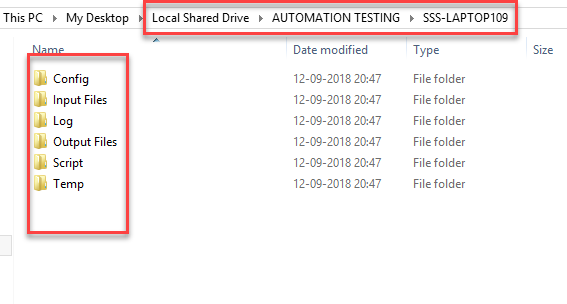 This PC > My Desktop > Local Shared Drive > AUTOMATION TESTING > SSS-LAPTOP109
Name Date modified Type Size
Config 12-09-2018 20:47 File folder
Input Files 12-09-2018 20:47 File folder
Log 12-09-2018 20:47 File folder
Output Files 12-09-2018 20:47 File folder
Script 12-09-2018 20:47 File folder
Temp 12-09-2018 20:47 File folder